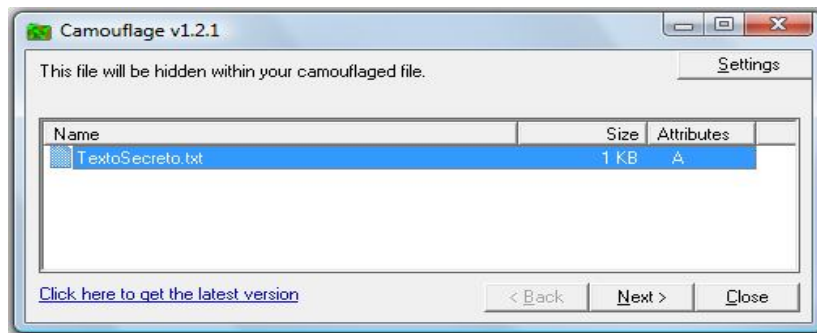 Camouflage v1.2.1
This file will be hidden within your camouflaged file.
Settings
Name Size Attributes
TextoSecreto.txt 1 KB A
Click here to get the latest version
< Back Next > Close